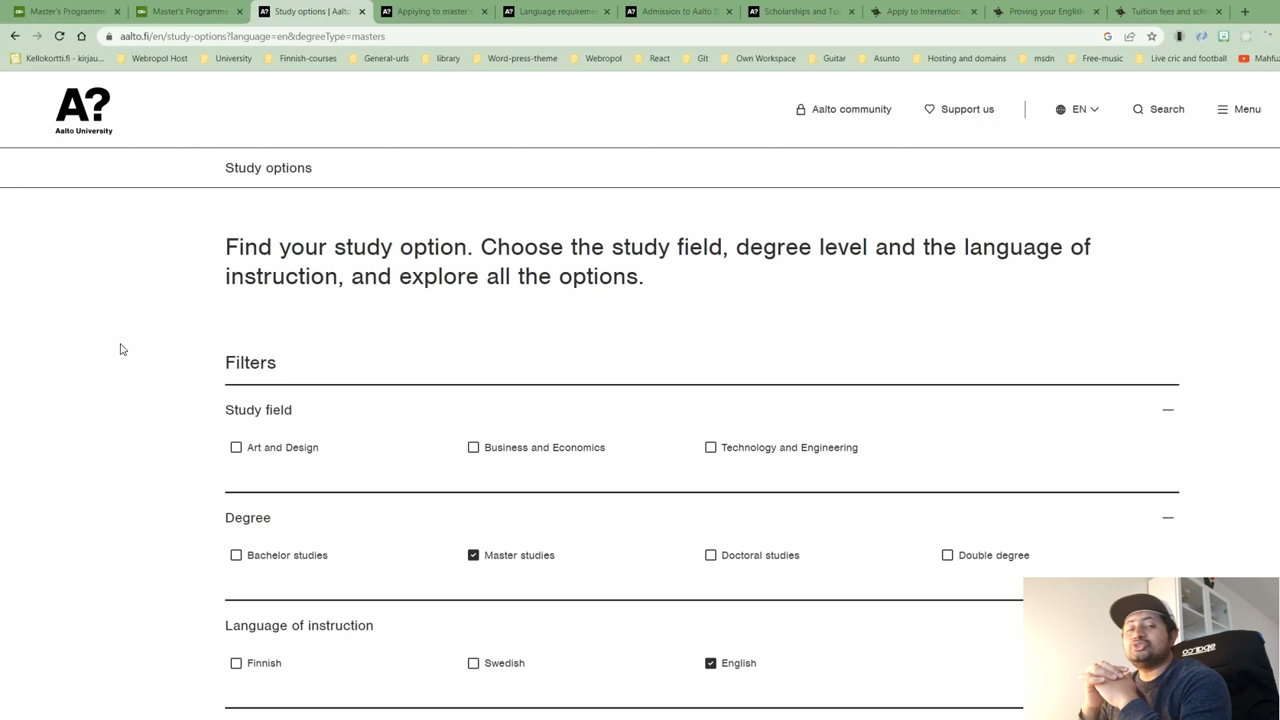 Master's Programme
Master's Programme
Study options | Aalto
Applying to master's
Language requireme
Admission to Aalto
Scholarships and Tu
Apply to Internation
Proving your English
Tuition fees and sch
aalto.fi/en/study-options?language=en&degreeType=masters
Kellokortti.fi - kirjau...
Webropol Host
University
Finnish-courses
General-urls
library
Word-press-theme
Webropol
React
GIt
Own Workspace
Guitar
Asunto
Hosting and domains
msdn
Free-music
Live cric and football
Mahfu
A?
Aalto University
Aalto community
Support us
EN
Search
Menu
Study options
Find your study option. Choose the study field, degree level and the language of
instruction, and explore all the options.
Filters
Study field
Art and Design
Business and Economics
Technology and Engineering
Degree
Bachelor studies
Master studies
Doctoral studies
Double degree
Language of instruction
Finnish
Swedish
English